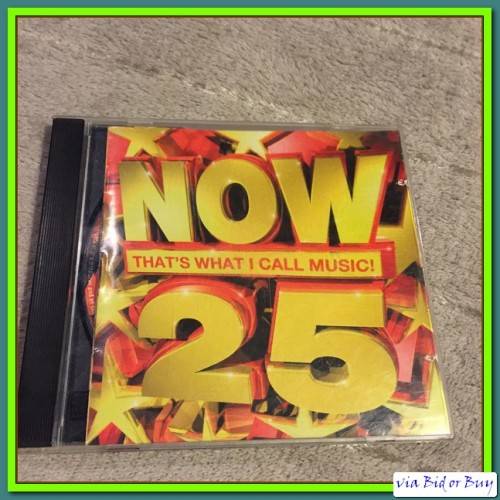 NOW
THAT'S WHAT I CALL MUSIC!
25
via Bid or Buy